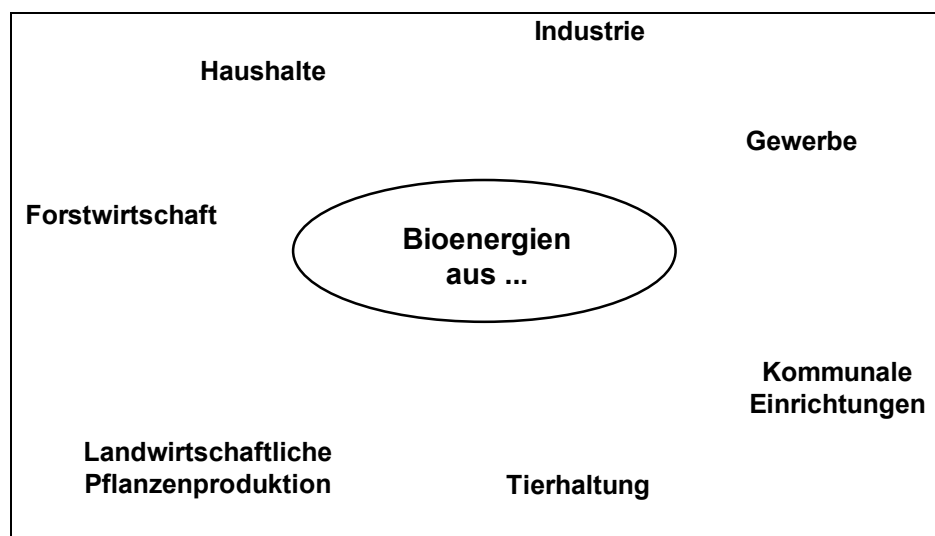 Industrie
Haushalte
Gewerbe
Forstwirtschaft
Bioenergien
aus ...
Kommunale
Einrichtungen
Landwirtschaftliche
Pflanzenproduktion
Tierhaltung